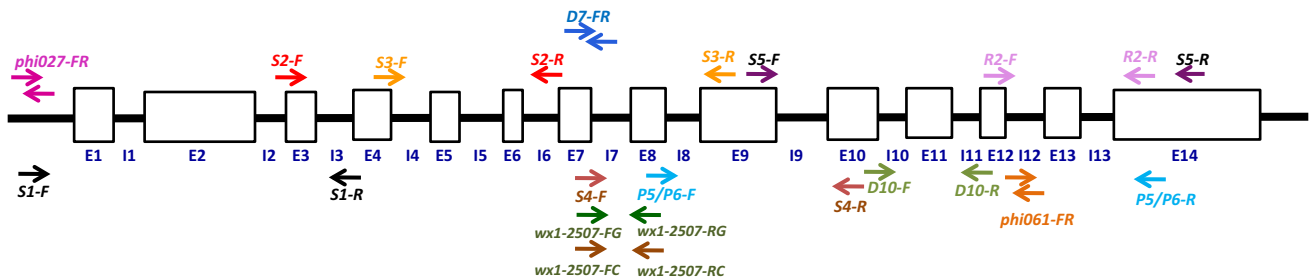 D7-FR
phi027-FR
S2-F
S3-F
S2-R
S3-R
S5-F
R2-F
R2-R
S5-R
E1 I1 E2 I2 E3 I3 E4 I4 E5 I5 E6 I6 E7 I7 E8 I8 E9 I9 E10 I10 E11 I11 E12 I12 E13 I13 E14
S1-F
S1-R
S4-F
P5/P6-F
S4-R
D10-F
D10-R
phi061-FR
P5/P6-R
wx1-2507-FG
wx1-2507-RG
wx1-2507-FC
wx1-2507-RC